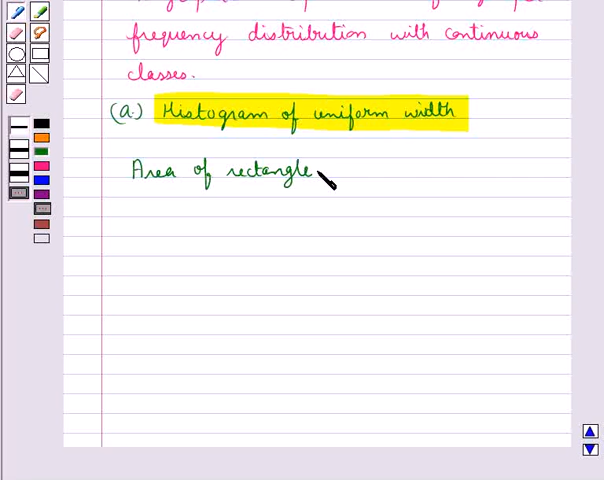 frequency distribution with continuous
classes.
(a.) Histogram of uniform width
Area of rectangle